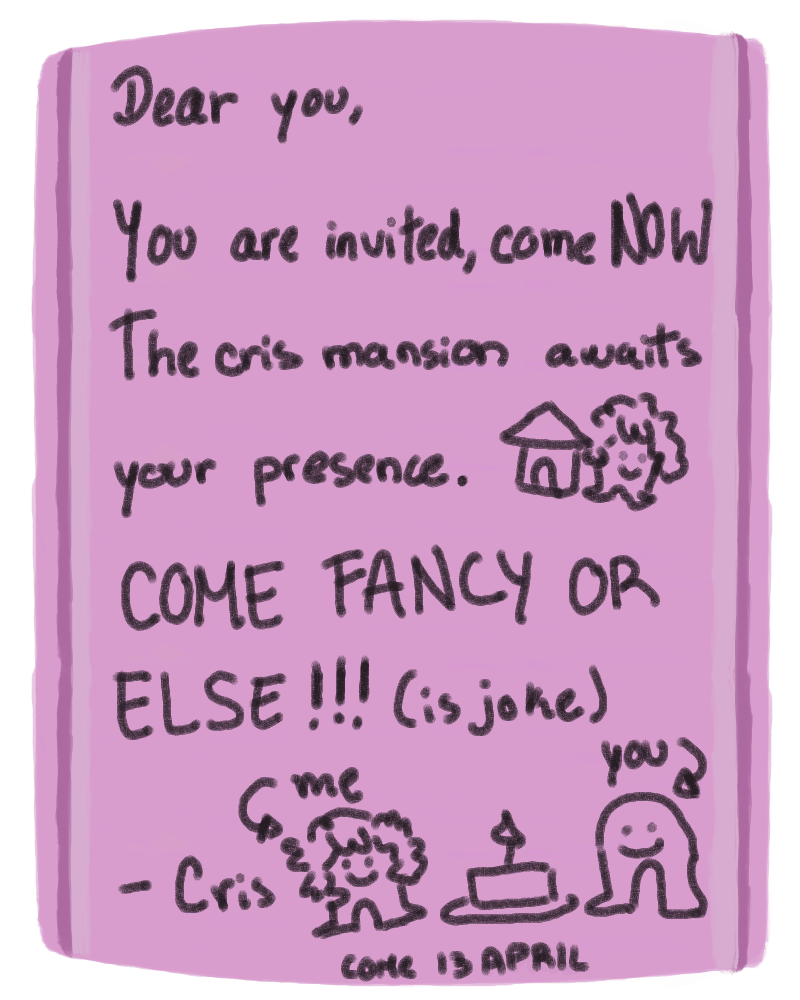 Dear you,
You are invited, come NOW
The cris mansion awaits
your presence.
COME FANCY OR
ELSE!!! (is joke)
you
me
- Cris
COME 13 APRIL